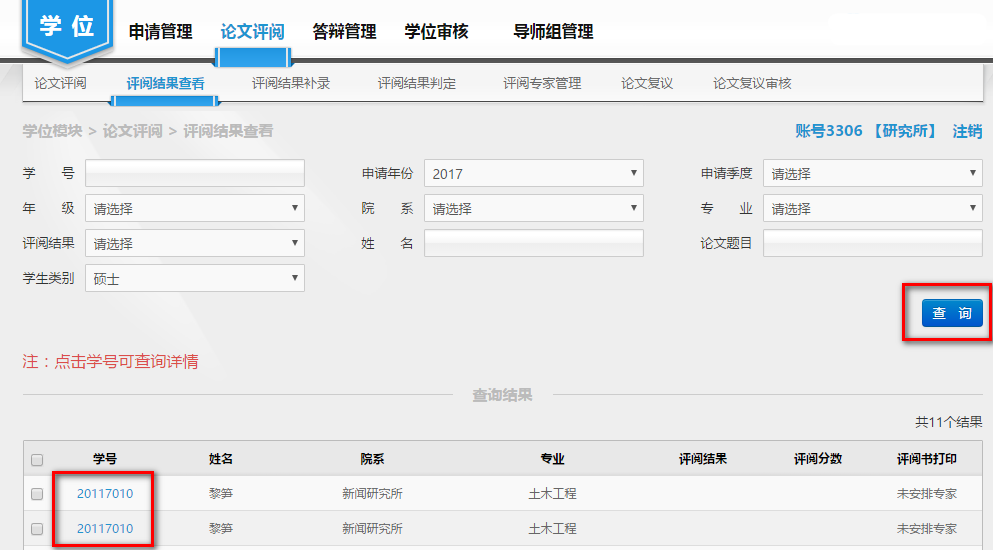 学 位 申请管理 论文评阅 答辩管理 学位审核 导师组管理
论文评阅 评阅结果查看 评阅结果补录 评阅结果判定 评阅专家管理 论文复议 论文复议审核
学位模块 > 论文评阅 > 评阅结果查看 账号3306 【研究所】 注销
学 号 申请年份 2017 申请季度 请选择
年 级 请选择 院 系 请选择 专 业 请选择
评阅结果 请选择 姓 名 论文题目
学生类别 硕士
查 询
注：点击学号可查询详情
查询结果
共11个结果
学号 姓名 院系 专业 评阅结果 评阅分数 评阅书打印
20117010 黎笋 新闻研究所 土木工程 未安排专家
20117010 黎笋 新闻研究所 土木工程 未安排专家